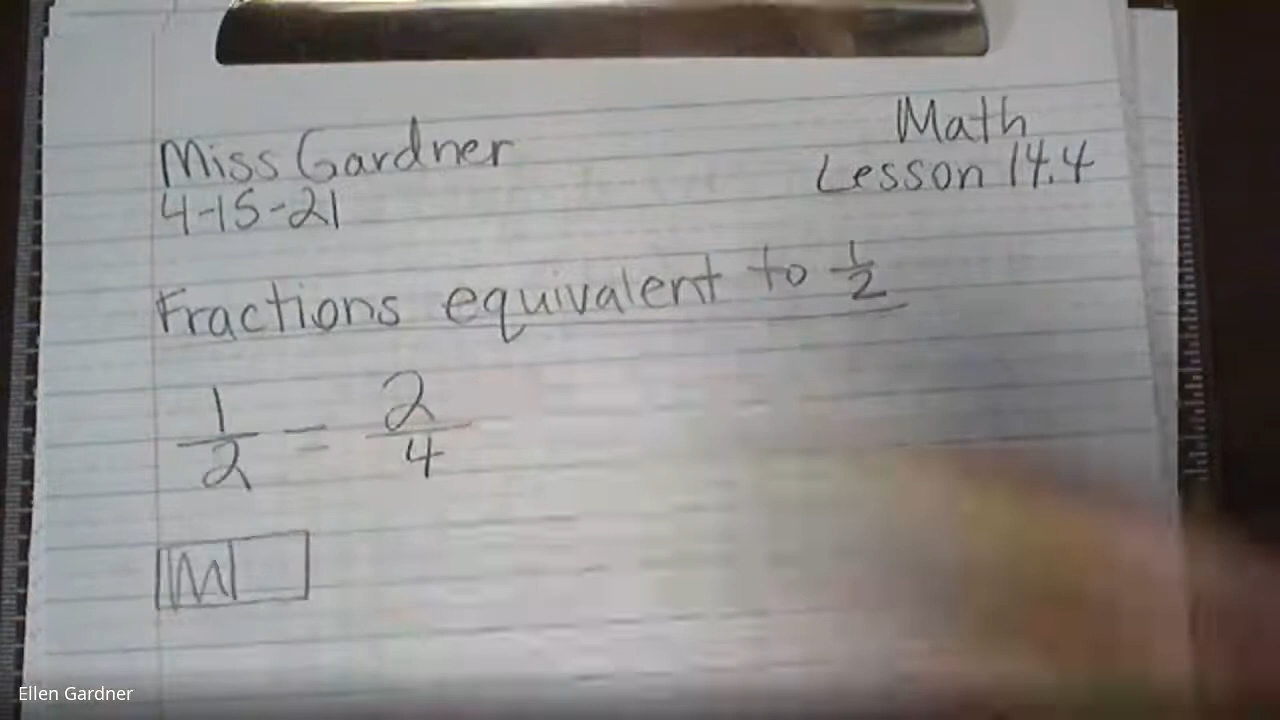 Miss Gardner
Math
4-15-21
Lesson 14.4
Fractions equivalent to 1/2
1/2 = 2/4
Ellen Gardner